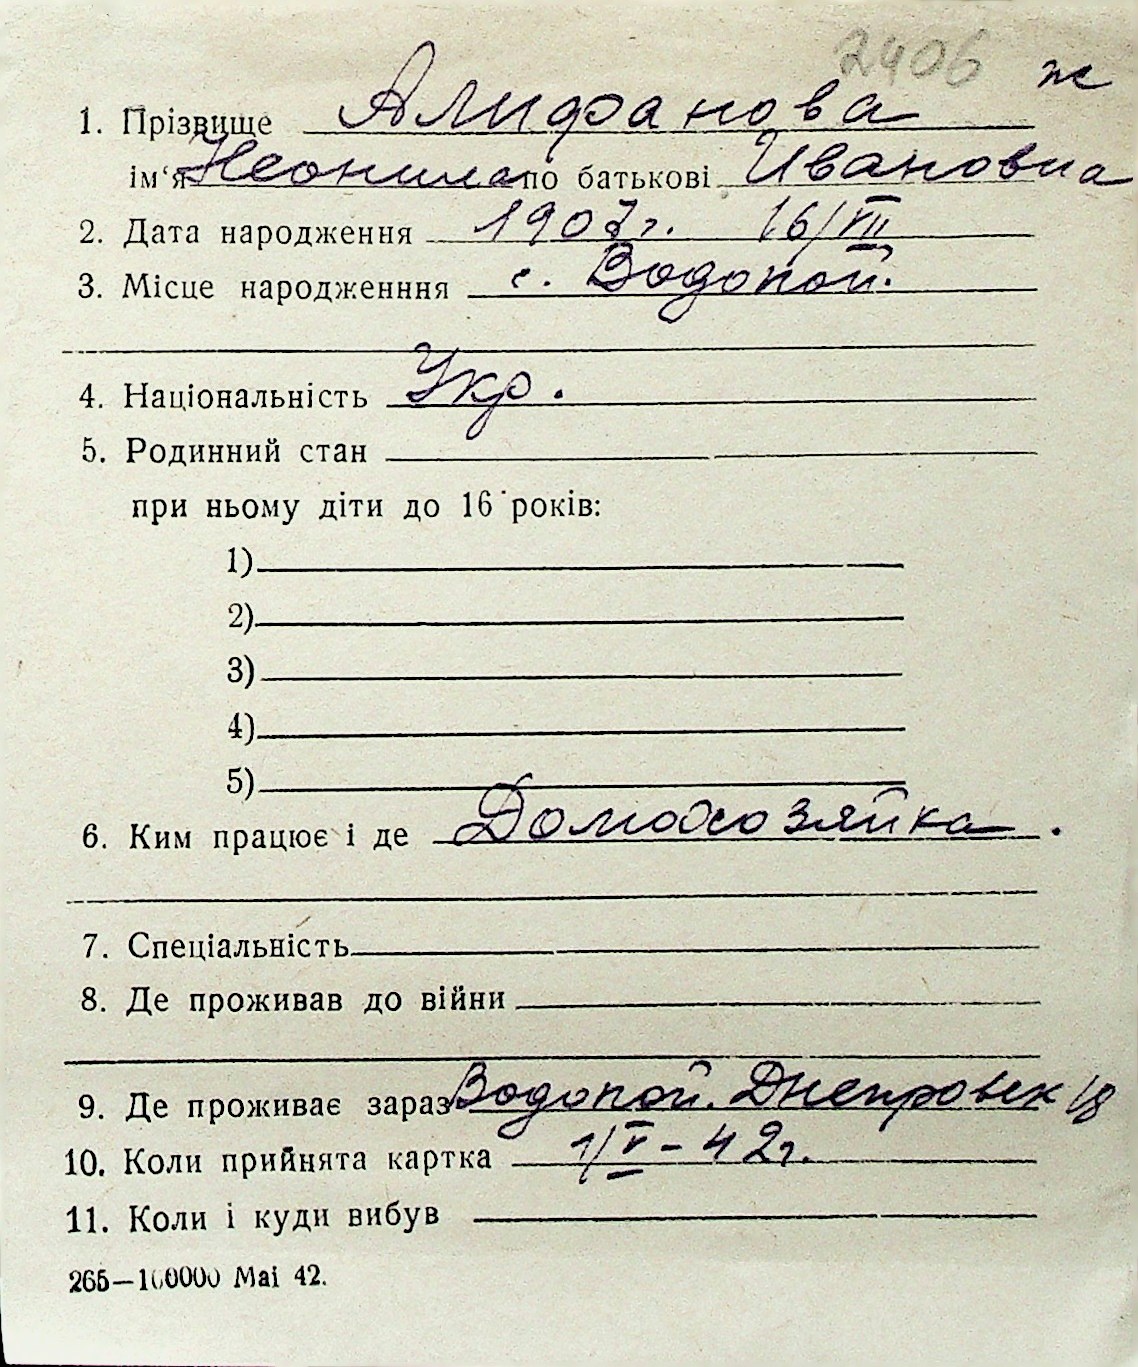 2406 ж
1. Прізвище Алифанова
ім‘я Неонила по батькові Ивановна
2. Дата народження 1907 г. 16/VII
3. Місце народженння с. Водопой.
4. Національність Укр.
5. Родинний стан
при ньому діти до 16 років:
1)
2)
3)
4)
5)
6. Ким працює і де Домохозяйка.
7. Спеціальність
8. Де проживав до війни
9. Де проживає зараз Водопой. Днепровск 18
10. Коли прийнята картка 1/V-42г.
11. Коли і куди вибув
265—100000 Mai 42.